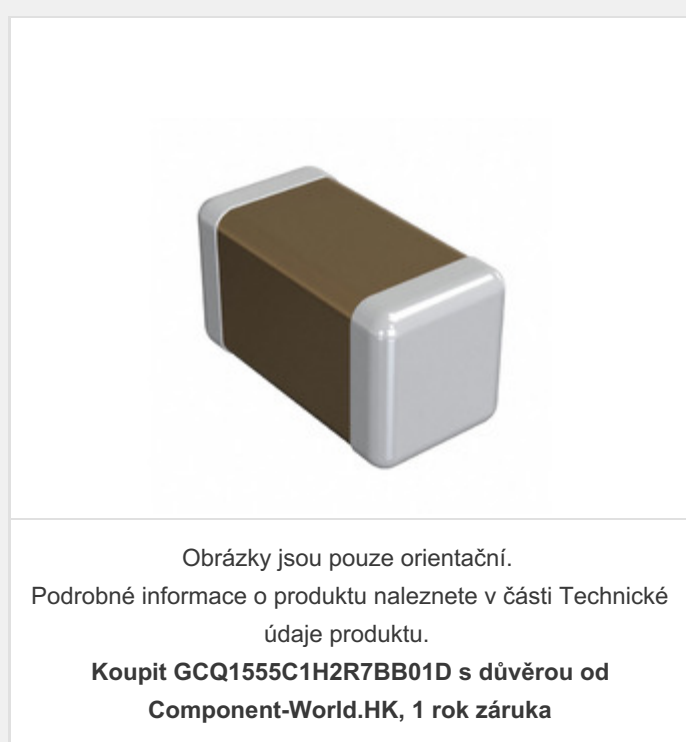 Obrázky jsou pouze orientační.
Podrobné informace o produktu naleznete v části Technické
údaje produktu.
Koupit GCQ1555C1H2R7BB01D s důvěrou od
Component-World.HK, 1 rok záruka